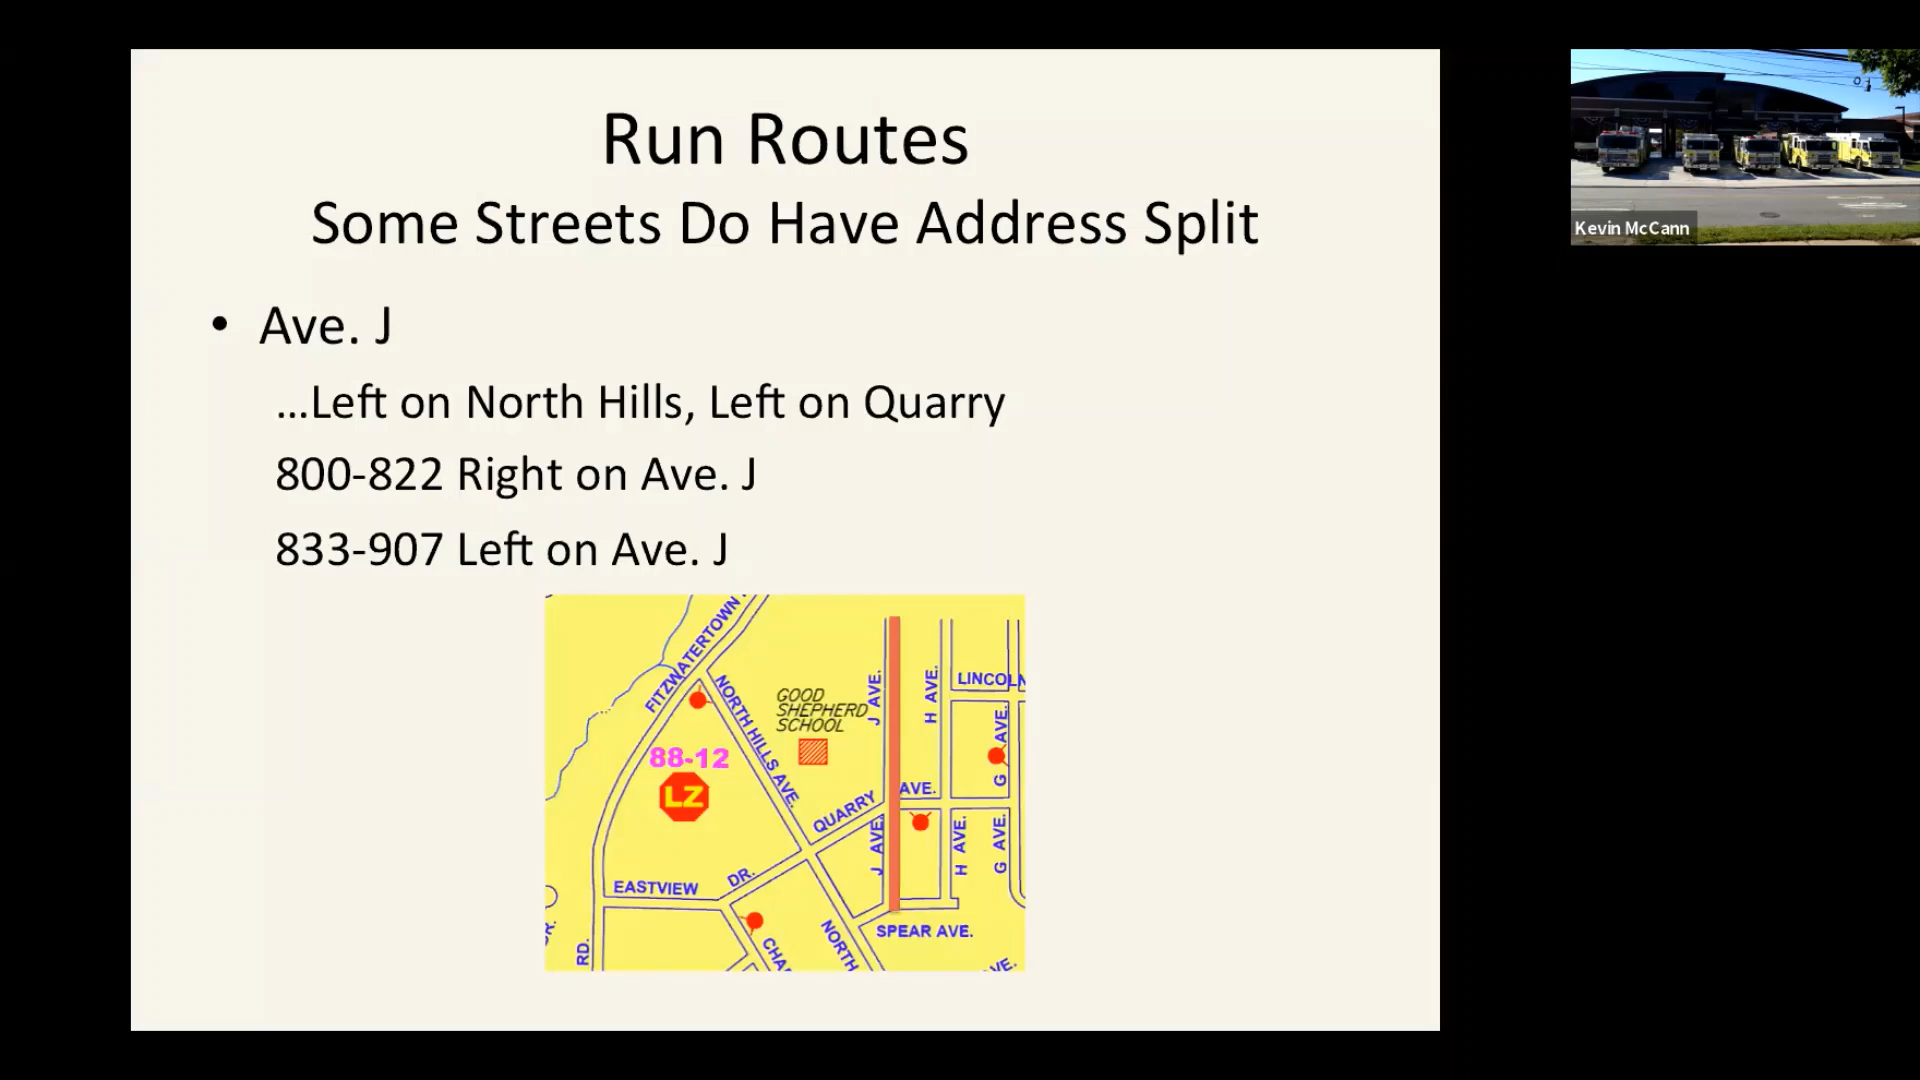 Run Routes
Some Streets Do Have Address Split
• Ave. J
...Left on North Hills, Left on Quarry
800-822 Right on Ave. J
833-907 Left on Ave. J
FITZWATERTOWN
NORTH HILLS AVE.
GOOD
SHEPHERD
SCHOOL
J AVE.
H AVE.
LINCOLN
G AVE.
88-12
LZ
QUARRY
AVE.
J AVE.
H AVE.
G AVE.
EASTVIEW
DR.
RD.
CHA
NORTH
SPEAR AVE.
Kevin McCann